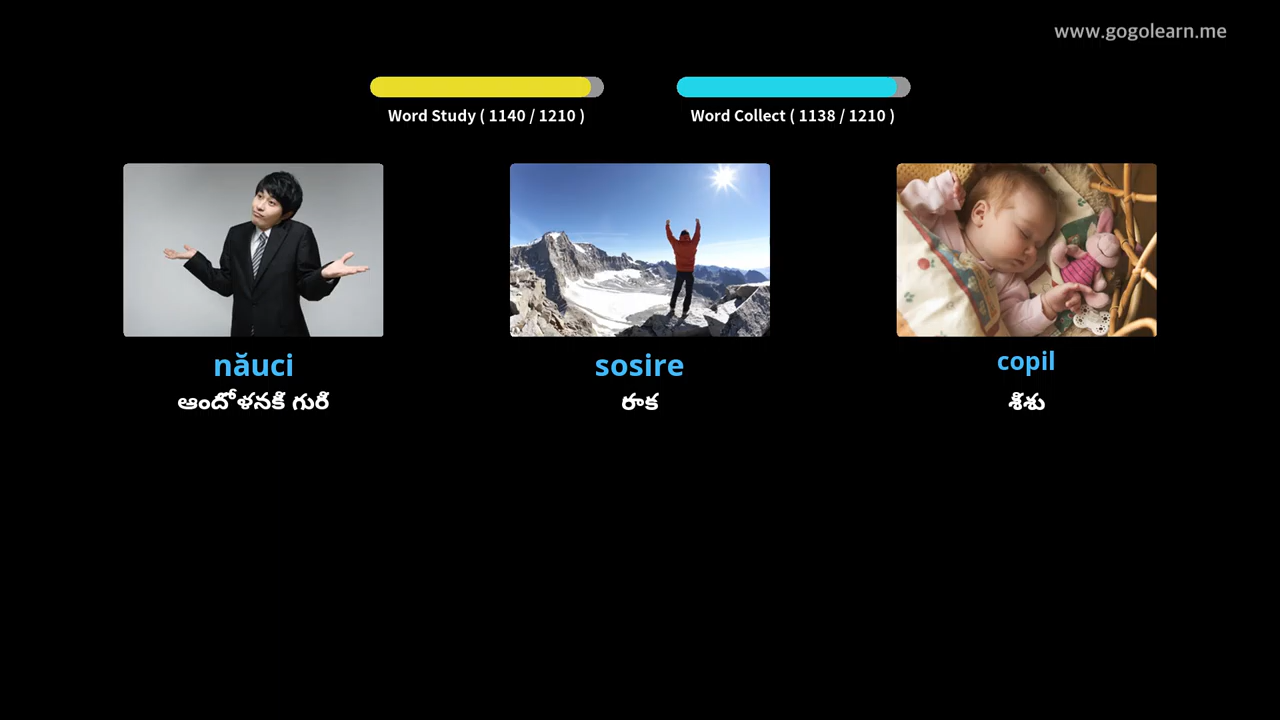 www.gogolearn.me
Word Study ( 1140 / 1210 )
Word Collect ( 1138 / 1210 )
năuci
sosire
copil
ఆందోళనకి గురి
రాక
శిశు